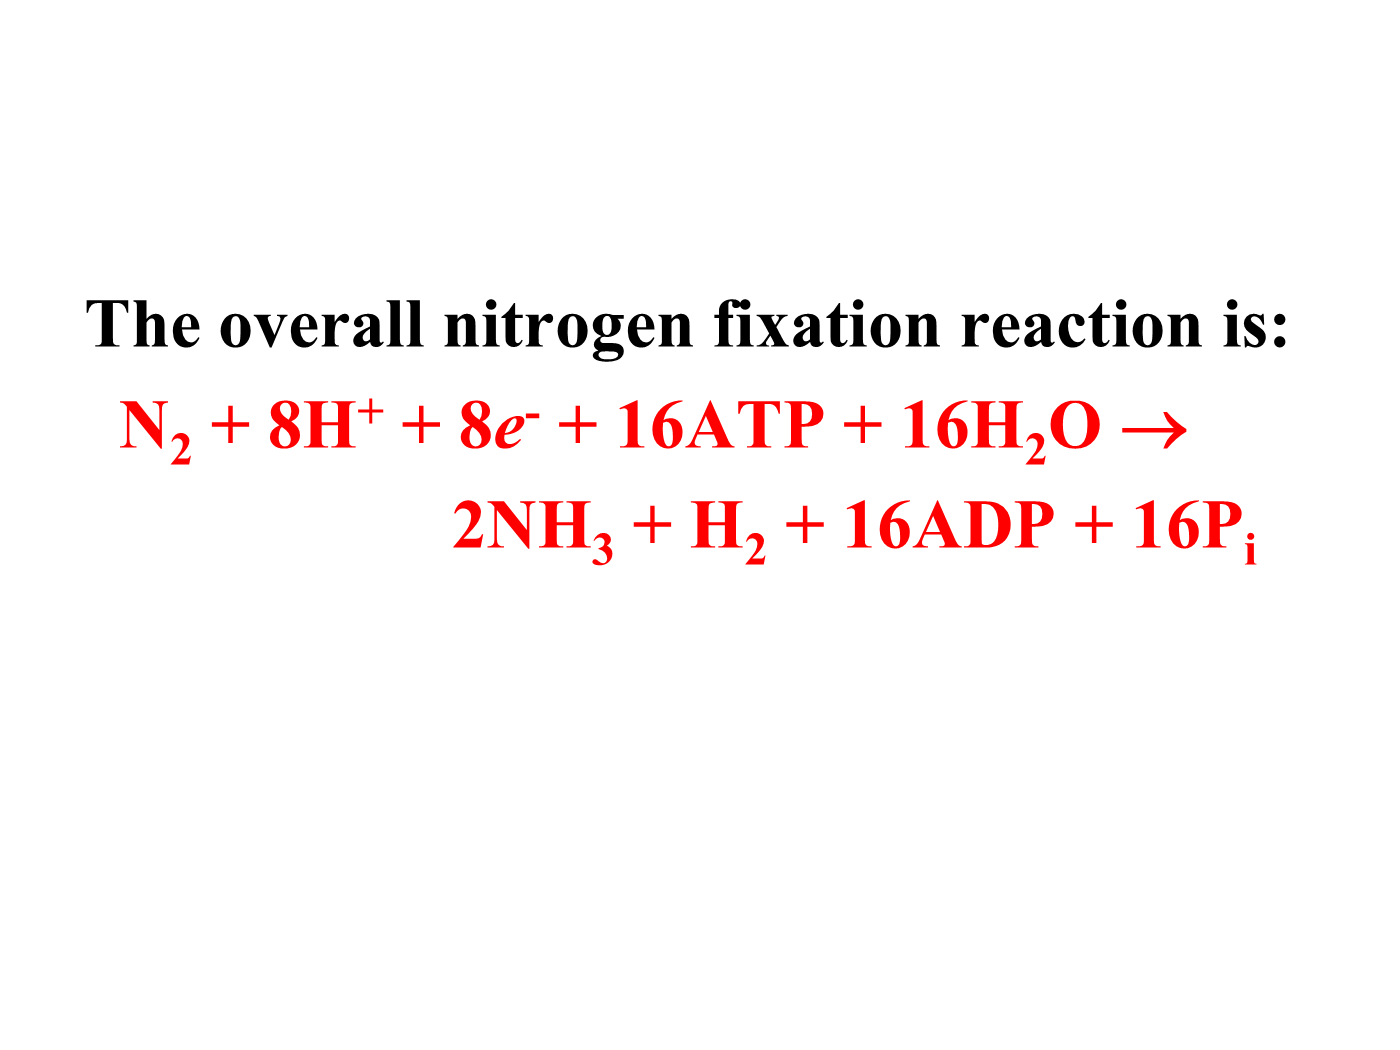 The overall nitrogen fixation reaction is:
N₂ + 8H⁺ + 8e⁻ + 16ATP + 16H₂O →
2NH₃ + H₂ + 16ADP + 16Pᵢ